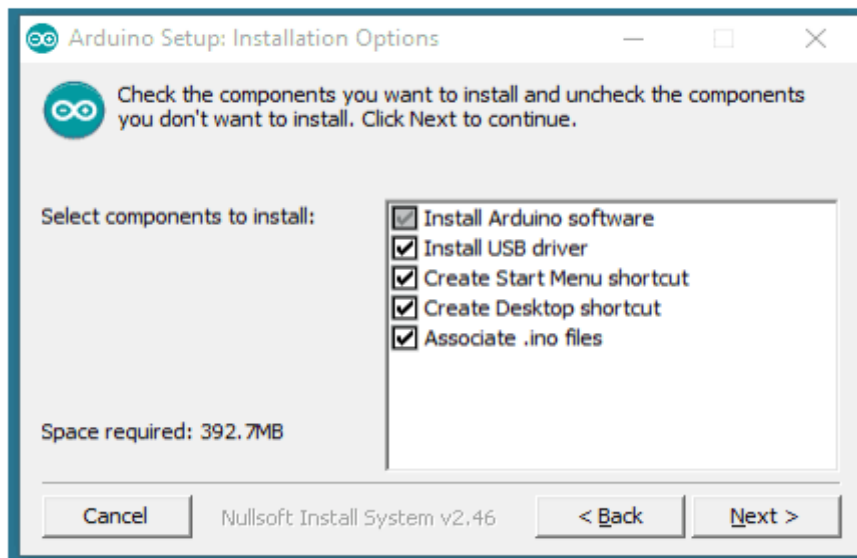 Arduino Setup: Installation Options
Check the components you want to install and uncheck the components
you don't want to install. Click Next to continue.
Select components to install:
Install Arduino software
Install USB driver
Create Start Menu shortcut
Create Desktop shortcut
Associate .ino files
Space required: 392.7MB
Cancel
Nullsoft Install System v2.46
< Back
Next >